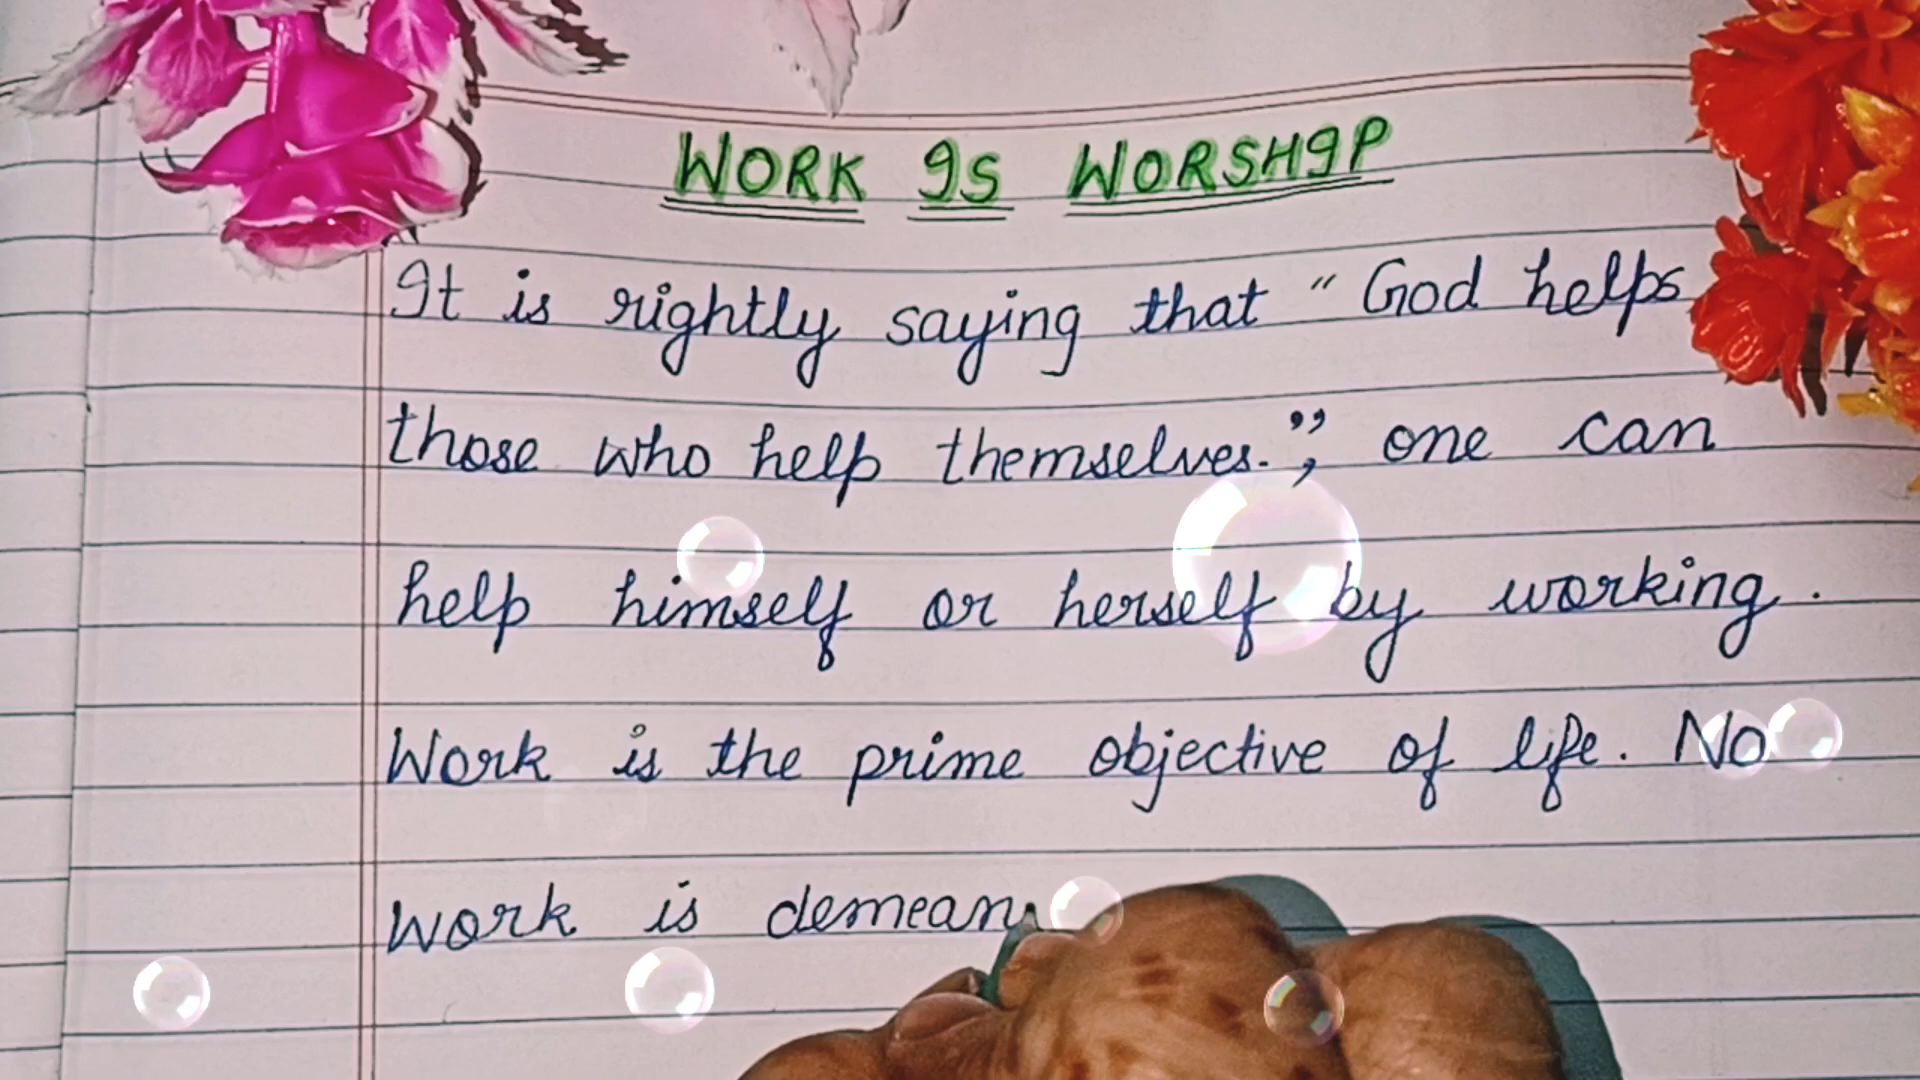 WORK IS WORSHIP
It is rightly saying that "God helps
those who help themselves."; one can
help himself or herself by working.
Work is the prime objective of life. No
work is demean